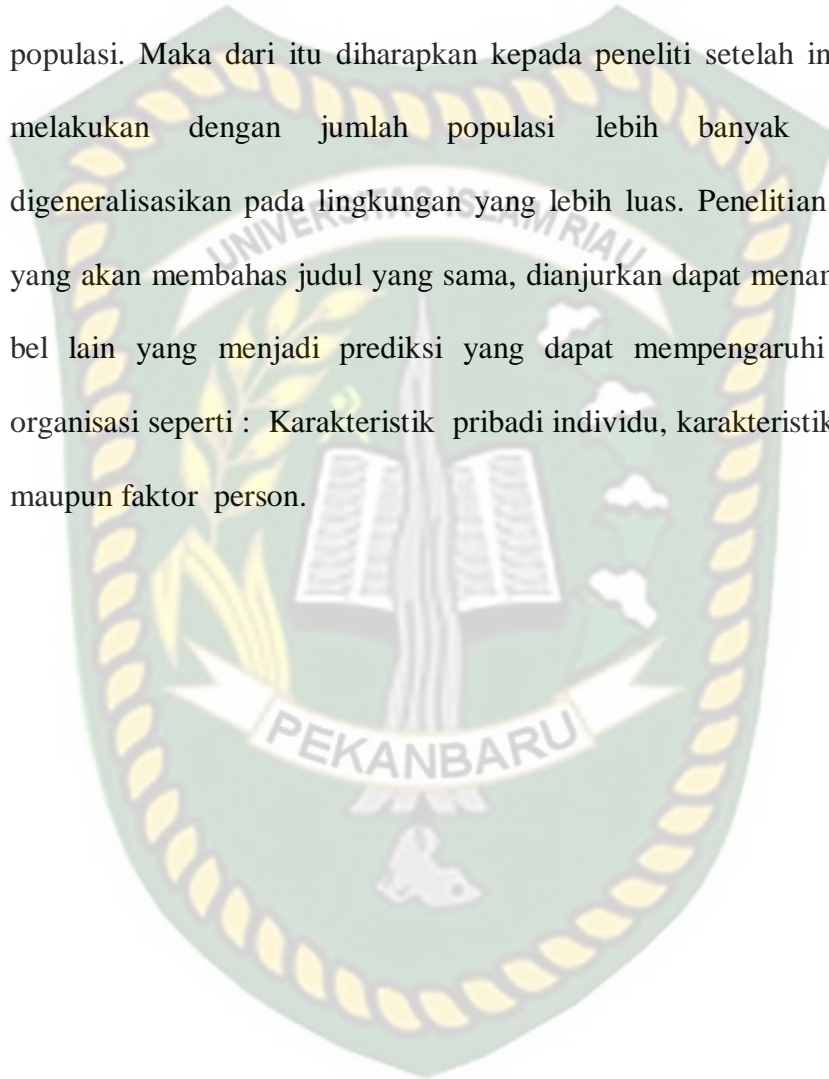 populasi. Maka dari itu diharapkan kepada peneliti setelah in
melakukan dengan jumlah populasi lebih banyak
digeneralisasikan pada lingkungan yang lebih luas. Penelitian
UNIVERSITAS ISLAM RIAU
yang akan membahas judul yang sama, dianjurkan dapat menam
bel lain yang menjadi prediksi yang dapat mempengaruhi
organisasi seperti : Karakteristik pribadi individu, karakteristik
maupun faktor person.
PEKANBARU